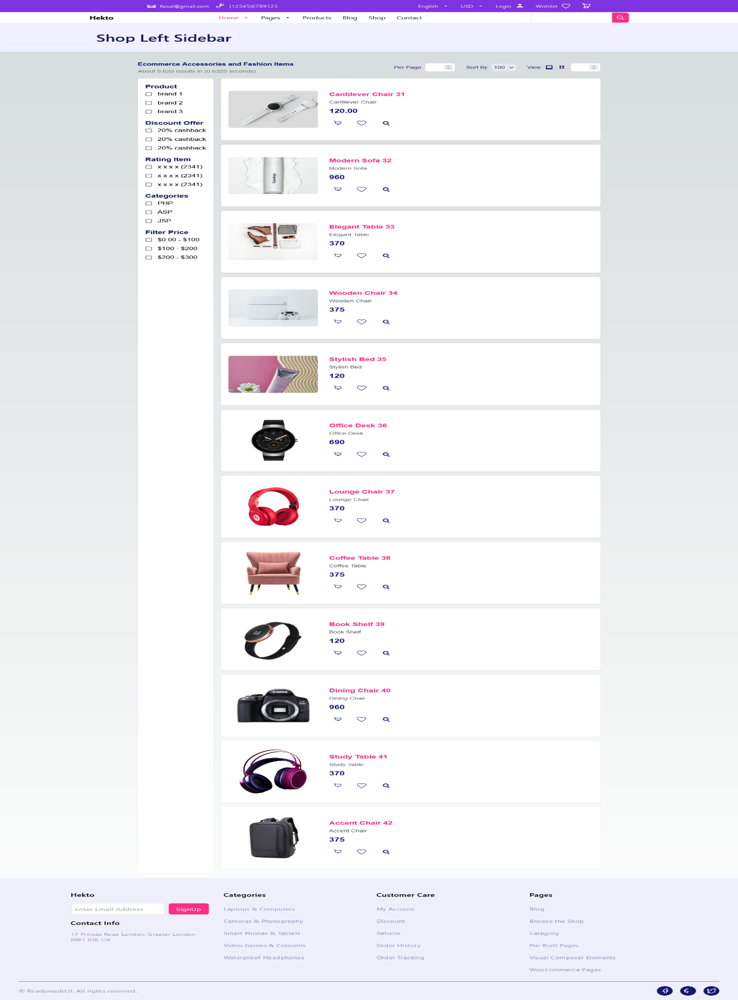 faisal@gmail.com (12345)6789123 English USD Login Wishlist
Hekto Home Pages Products Blog Shop Contact
Shop Left Sidebar
Ecommerce Accessories and Fashion Items
About 9,620 results in (0.6325 seconds)
Per Page Sort By 100 View
Product
brand 1
brand 2
brand 3
Discount Offer
20% cashback
20% cashback
20% cashback
Rating Item
x x x x (2341)
x x x x (2341)
x x x x (2341)
Categories
PHP
ASP
JSP
Filter Price
$0.00 - $100
$100 - $200
$200 - $300
Cantilever Chair 31
Cantilever Chair
120.00
Curology
Modern Sofa 32
Modern Sofa
960
Elegant Table 33
Elegant Table
370
Wooden Chair 34
Wooden Chair
375
Stylish Bed 35
Stylish Bed
120
Office Desk 36
Office Desk
690
Lounge Chair 37
Lounge Chair
370
Coffee Table 38
Coffee Table
375
Book Shelf 39
Book Shelf
120
Canon
EOS
Dining Chair 40
Dining Chair
960
Study Table 41
Study Table
370
Accent Chair 42
Accent Chair
375
Hekto
Enter Email Address SignUp
Contact Info
17 Princes Road London, Greater London
NW1 8JR, UK
Categories
Laptops & Computers
Cameras & Photography
Smart Phones & Tablets
Video Games & Consoles
Waterproof Headphones
Customer Care
My Account
Discount
Returns
Order History
Order Tracking
Pages
Blog
Browse the Shop
Category
Pre-Built Pages
Visual Composer Elements
WooCommerce Pages
© ReadymadeUI. All rights reserved.